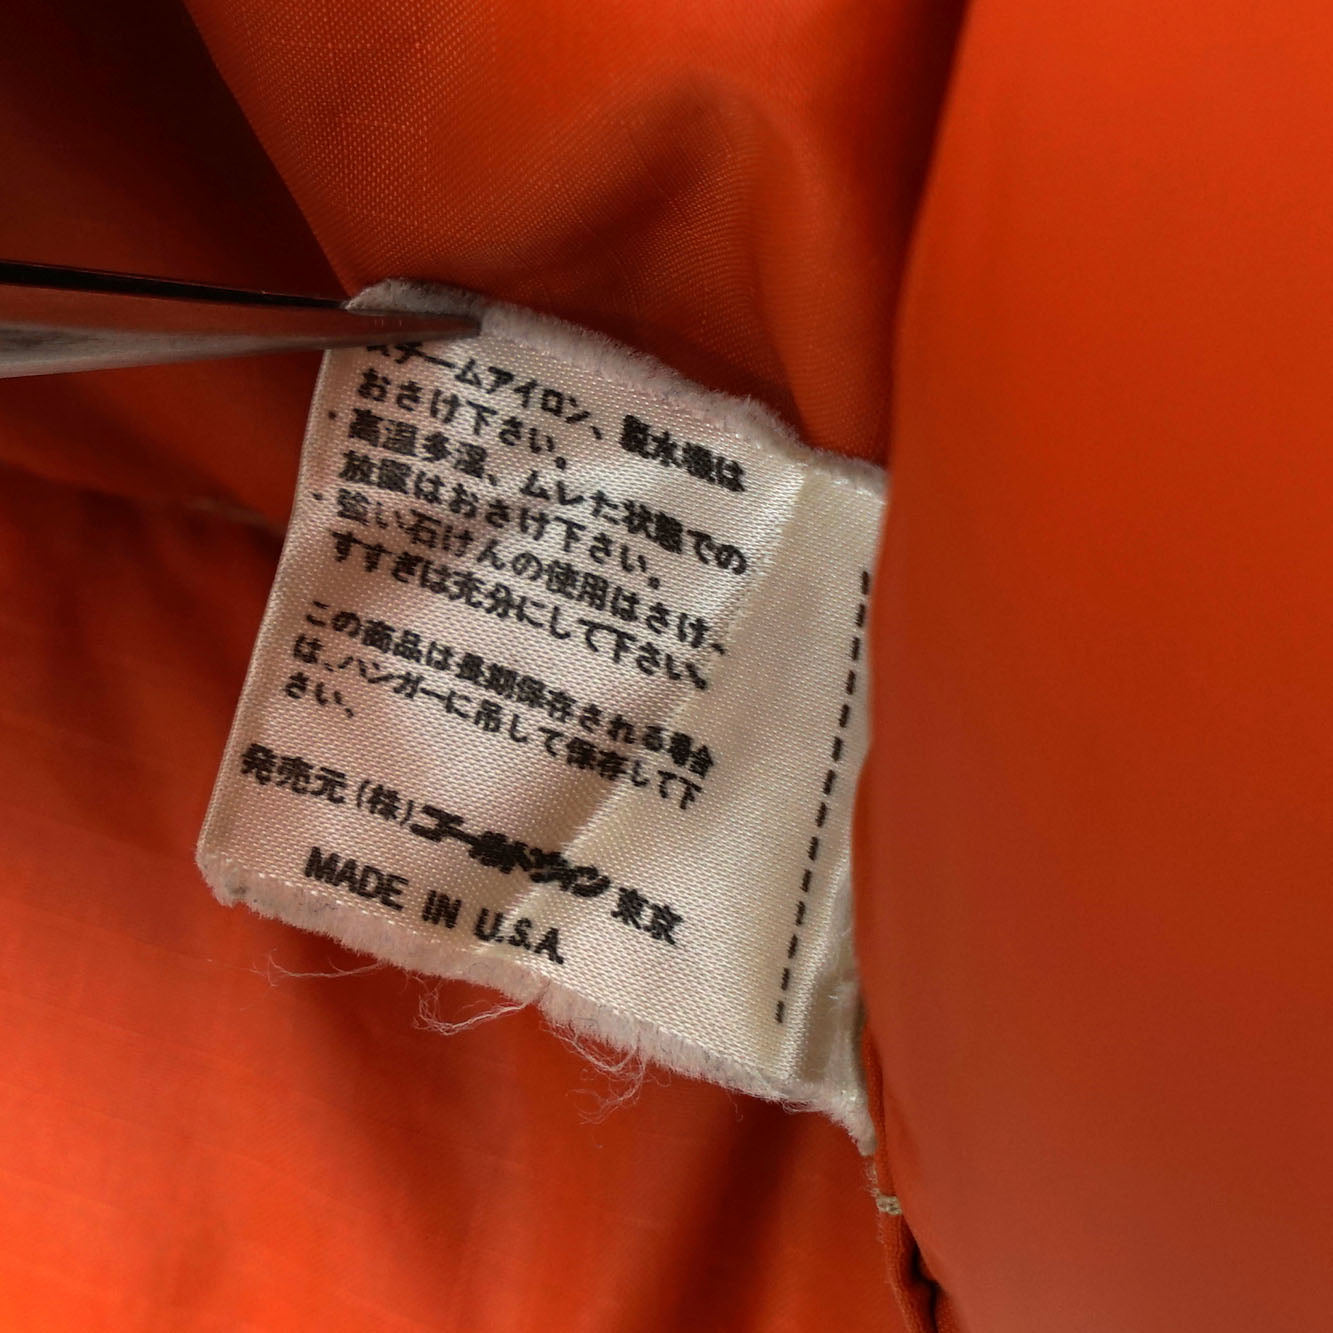 スチームアイロン、脱水機は
おさけ下さい。
・高温多湿、ムレた状態での
放置はおさけ下さい。
・強い石けんの使用はさけ、
すすぎは充分にして下さい。
この商品は長期保存される場合
は、ハンガーに吊して保存して下
さい。
発売元(株)ゴールドウイン東京
MADE IN U.S.A.